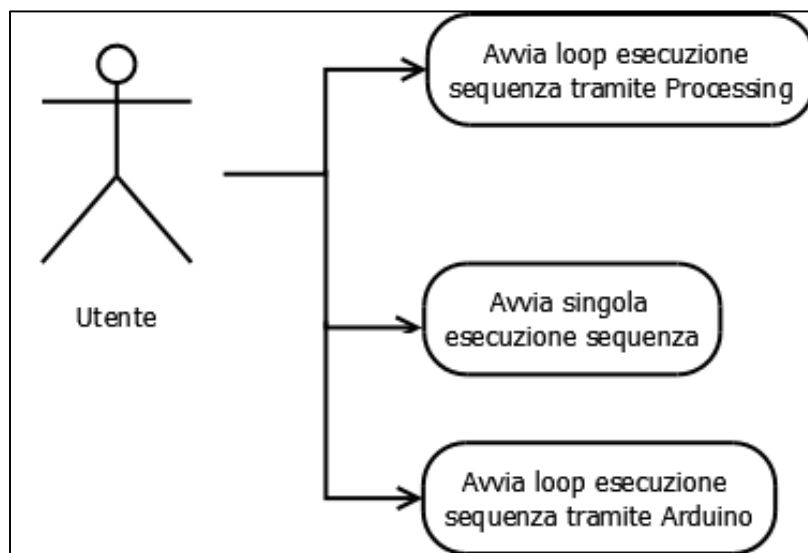 Avvia loop esecuzione
sequenza tramite Processing
Utente
Avvia singola
esecuzione sequenza
Avvia loop esecuzione
sequenza tramite Arduino